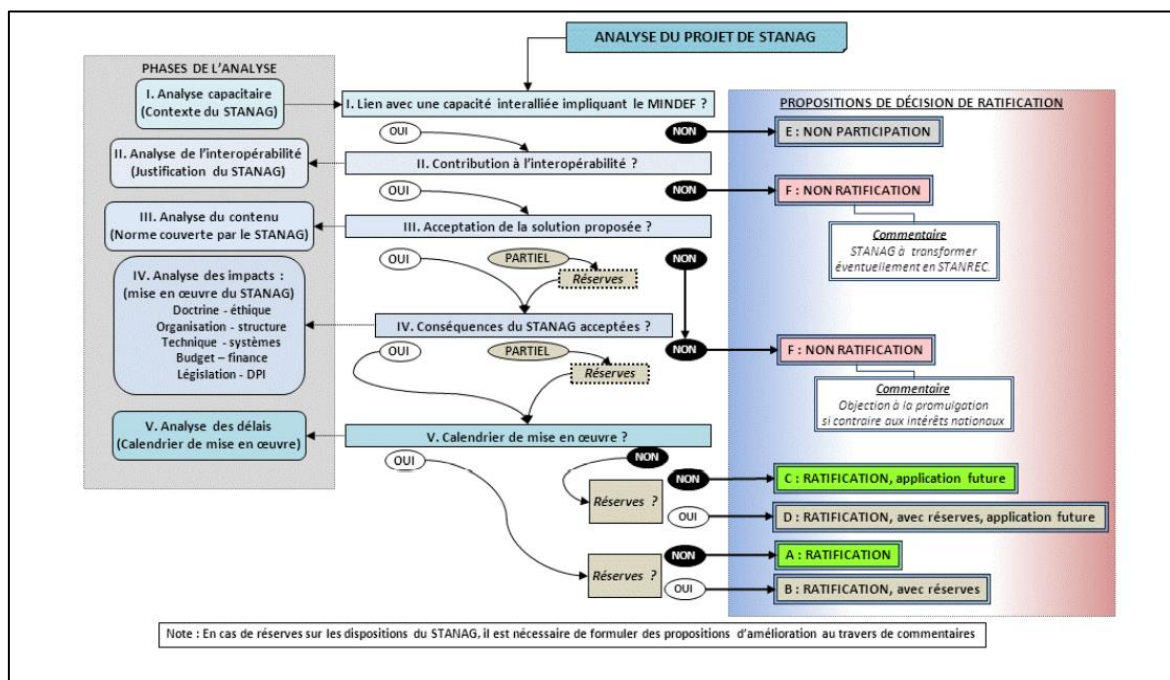 ANALYSE DU PROJET DE STANAG
PHASES DE L'ANALYSE
I. Analyse capacitaire
(Contexte du STANAG)
II. Analyse de l'interopérabilité
(Justification du STANAG)
III. Analyse du contenu
(Norme couverte par le STANAG)
IV. Analyse des impacts :
(mise en œuvre du STANAG)
Doctrine - éthique
Organisation - structure
Technique - systèmes
Budget – finance
Législation - DPI
V. Analyse des délais
(Calendrier de mise en œuvre)
I. Lien avec une capacité interalliée impliquant le MINDEF ?
OUI
NON
II. Contribution à l'interopérabilité ?
OUI
NON
III. Acceptation de la solution proposée ?
OUI
PARTIEL
Réserves
IV. Conséquences du STANAG acceptées ?
OUI
PARTIEL
NON
Réserves
V. Calendrier de mise en œuvre ?
OUI
NON
Réserves ?
NON
OUI
Réserves ?
NON
OUI
PROPOSITIONS DE DÉCISION DE RATIFICATION
E : NON PARTICIPATION
F : NON RATIFICATION
Commentaire
STANAG à transformer
éventuellement en STANREC.
NON
F : NON RATIFICATION
Commentaire
Objection à la promulgation
si contraire aux intérêts nationaux
C : RATIFICATION, application future
D : RATIFICATION, avec réserves, application future
A : RATIFICATION
B : RATIFICATION, avec réserves
Note : En cas de réserves sur les dispositions du STANAG, il est nécessaire de formuler des propositions d'amélioration au travers de commentaires